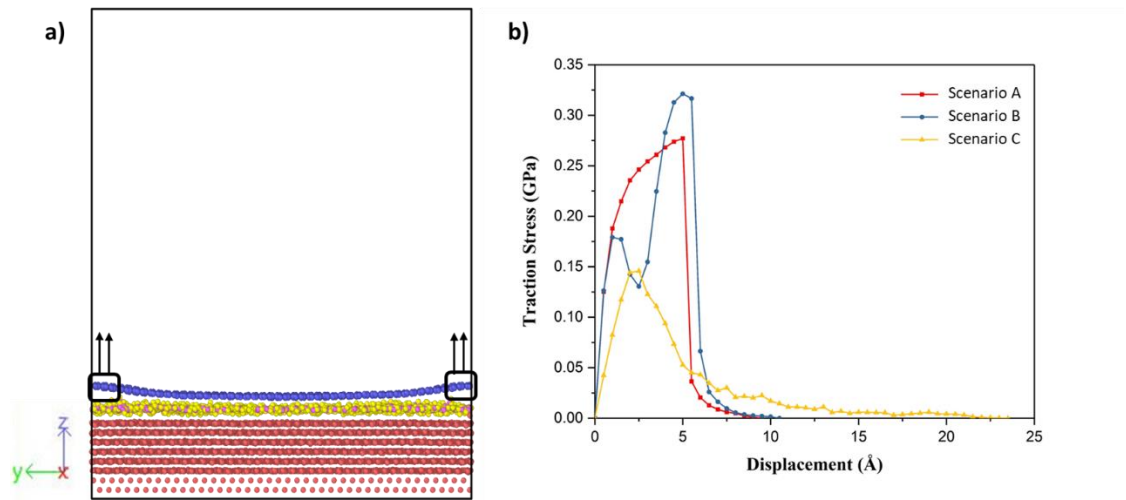 a)
z
y
x
b)
Traction Stress (GPa)
0.35
0.30
0.25
0.20
0.15
0.10
0.05
0.00
0
5
10
15
20
25
Displacement (Å)
Scenario A
Scenario B
Scenario C